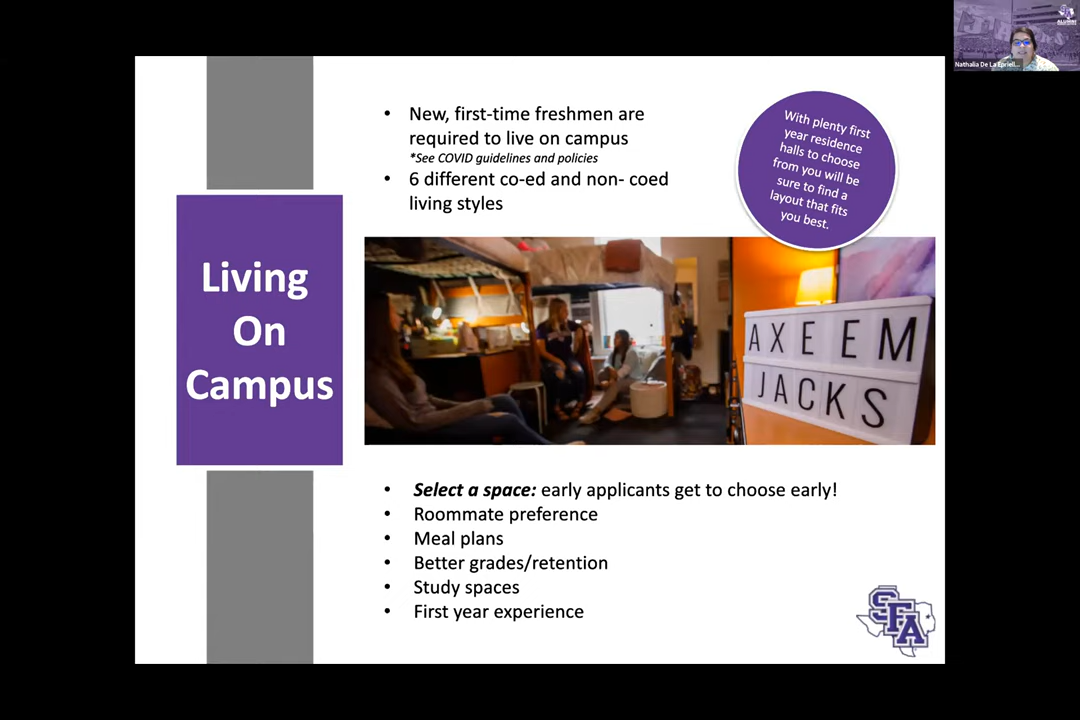 Nathalia De La Epriell...
Living
On
Campus
• New, first-time freshmen are
required to live on campus
*See COVID guidelines and policies
• 6 different co-ed and non- coed
living styles
With plenty first
year residence
halls to choose
from you will be
sure to find a
layout that fits
you best.
AXEEM
JACKS
• Select a space: early applicants get to choose early!
• Roommate preference
• Meal plans
• Better grades/retention
• Study spaces
• First year experience
SFA